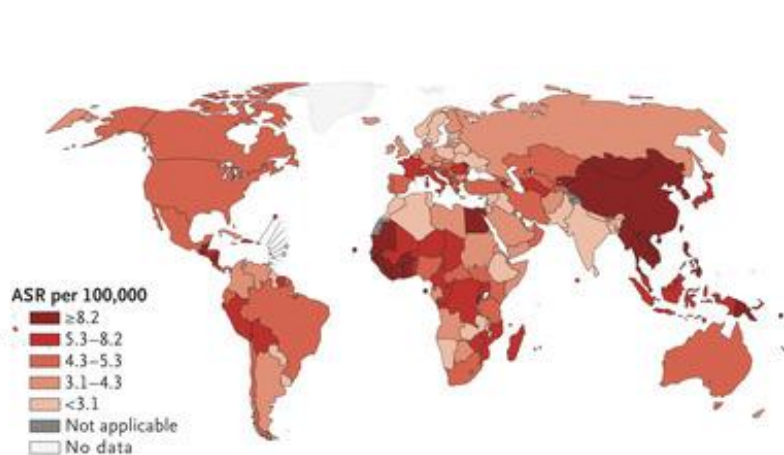 ASR per 100,000
≥8.2
5.3–8.2
4.3–5.3
3.1–4.3
<3.1
Not applicable
No data